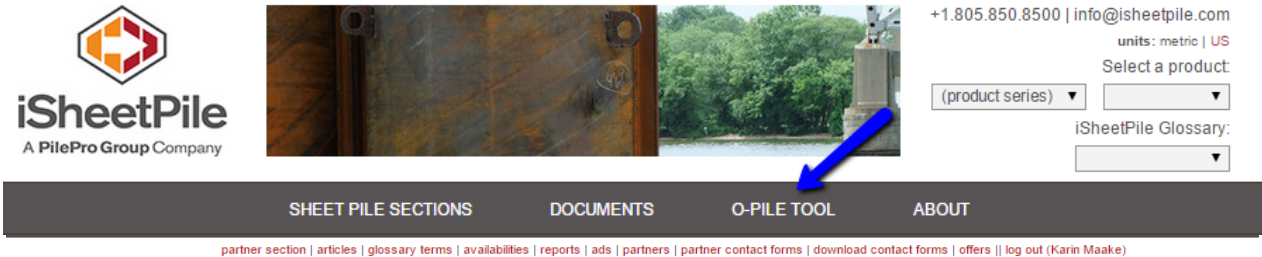 iSheetPile
A PilePro Group Company
+1.805.850.8500 | info@isheetpile.com
units: metric | US
Select a product:
(product series)
iSheetPile Glossary:
SHEET PILE SECTIONS DOCUMENTS O-PILE TOOL ABOUT
partner section | articles | glossary terms | availabilities | reports | ads | partners | partner contact forms | download contact forms | offers || log out (Karin Maake)